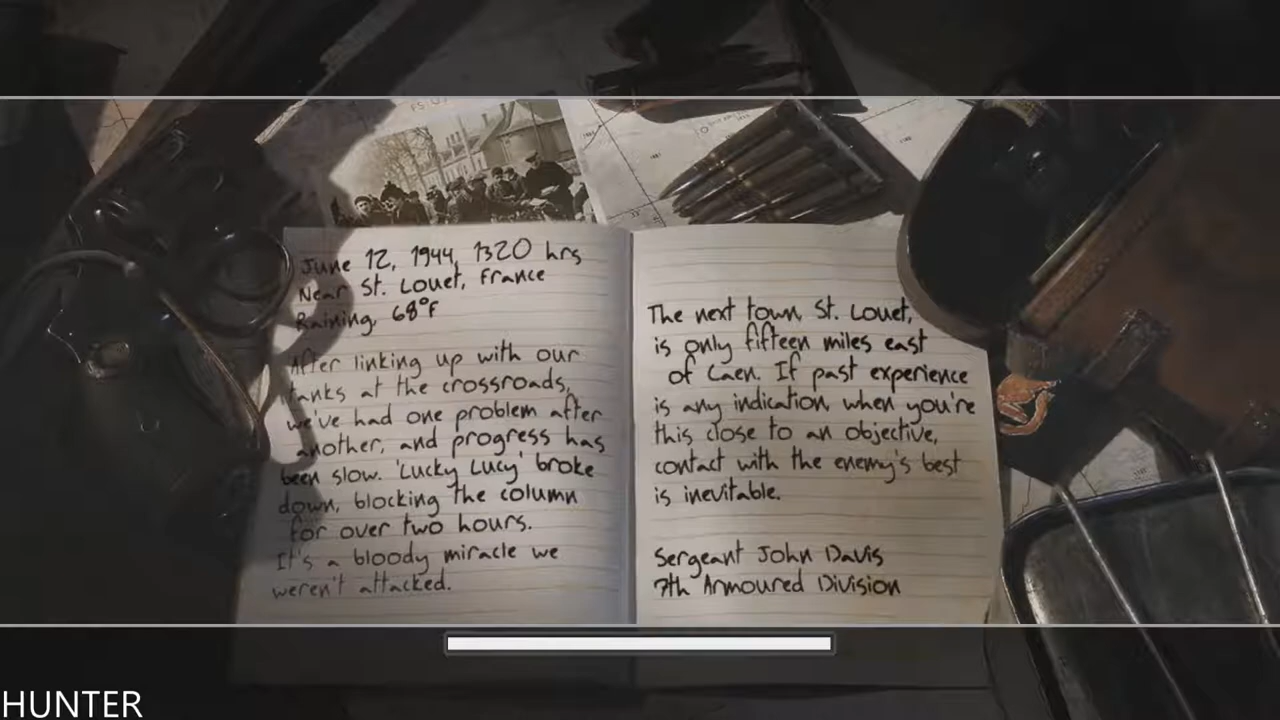 June 12, 1944, 1320 hrs
Near St. Louet, France
Raining, 68°F
After linking up with our
tanks at the crossroads,
we've had one problem after
another, and progress has
been slow. 'Lucky Lucy' broke
down, blocking the column
for over two hours.
It's a bloody miracle we
weren't attacked.
The next town, St. Louet,
is only fifteen miles east
of Caen. If past experience
is any indication, when you're
this close to an objective,
contact with the enemy's best
is inevitable.
Sergeant John Davis
7th Armoured Division
HUNTER